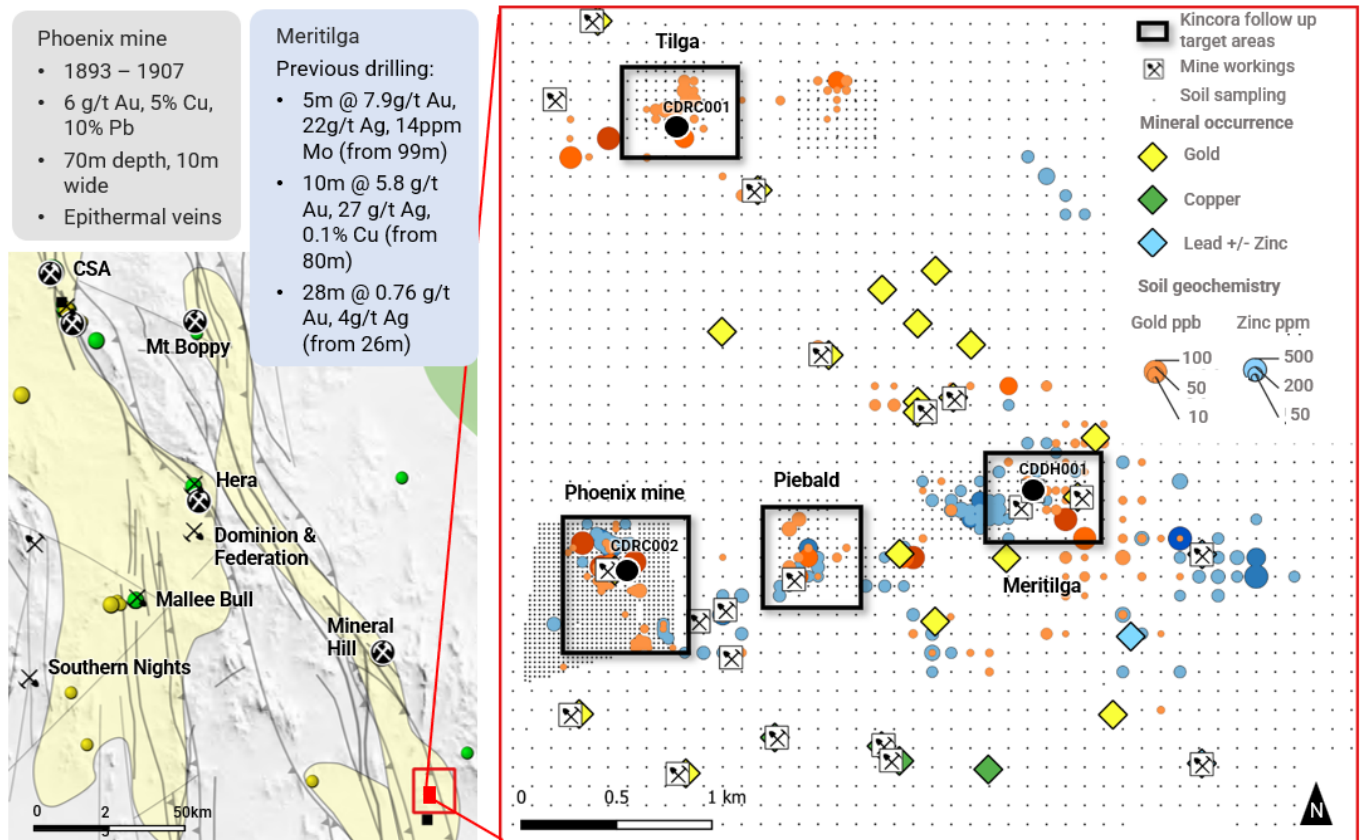 Phoenix mine
• 1893 – 1907
• 6 g/t Au, 5% Cu,
10% Pb
• 70m depth, 10m
wide
• Epithermal veins
Meritilga
Previous drilling:
• 5m @ 7.9g/t Au,
22g/t Ag, 14ppm
Mo (from 99m)
• 10m @ 5.8 g/t
Au, 27 g/t Ag,
0.1% Cu (from
80m)
• 28m @ 0.76 g/t
Au, 4g/t Ag
(from 26m)
CSA
Mt Boppy
Hera
Dominion &
Federation
Mallee Bull
Mineral
Hill
Southern Nights
0 2 50km
5
Tilga
CDRC001
Phoenix mine
CDRC002
Piebald
CDDH001
Meritilga
0 0.5 1 km
Kincora follow up
target areas
Mine workings
Soil sampling
Mineral occurrence
Gold
Copper
Lead +/- Zinc
Soil geochemistry
Gold ppb Zinc ppm
100 500
50 200
10 50
N